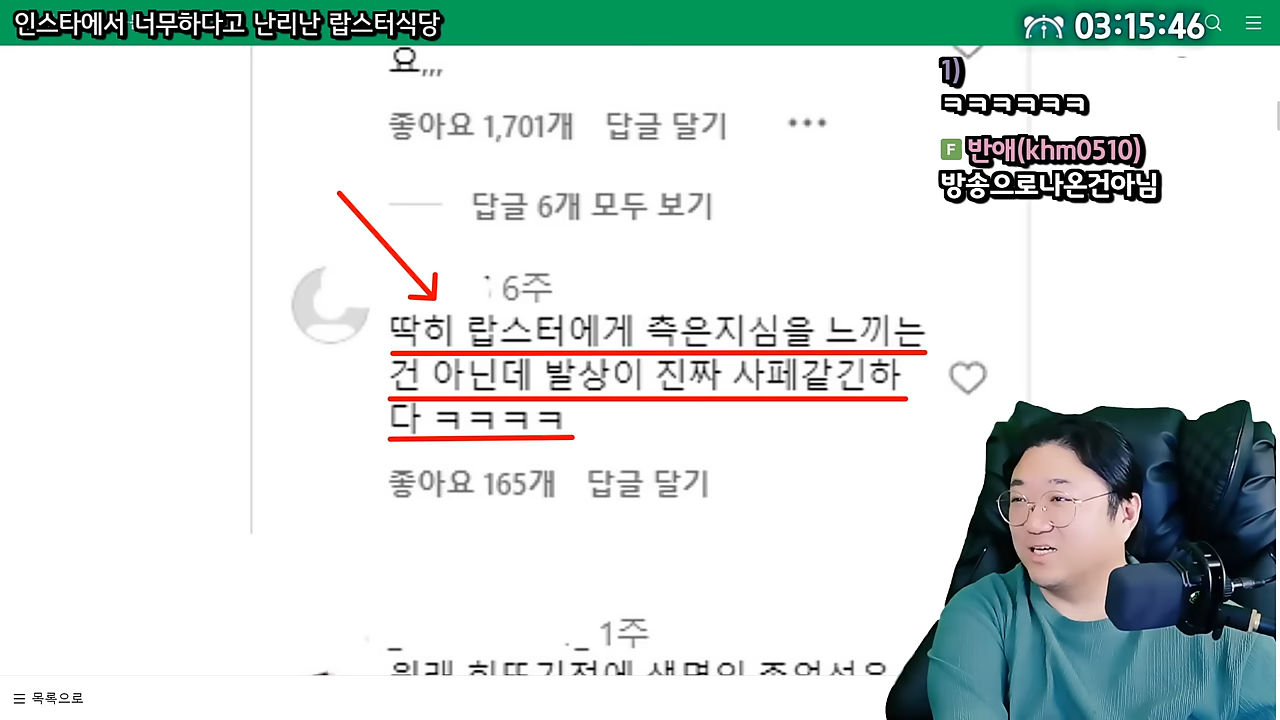 인스타에서 너무하다고 난리난 랍스터식당
03:15:46
요,,,
1)
ㅋㅋㅋㅋㅋㅋ
좋아요 1,701개 답글 달기
F 반애(khm0510)
방송으로나온건아님
답글 6개 모두 보기
6주
딱히 랍스터에게 측은지심을 느끼는
건 아닌데 발상이 진짜 사페같긴하
다 ㅋㅋㅋㅋ
좋아요 165개 답글 달기
1주
목록으로